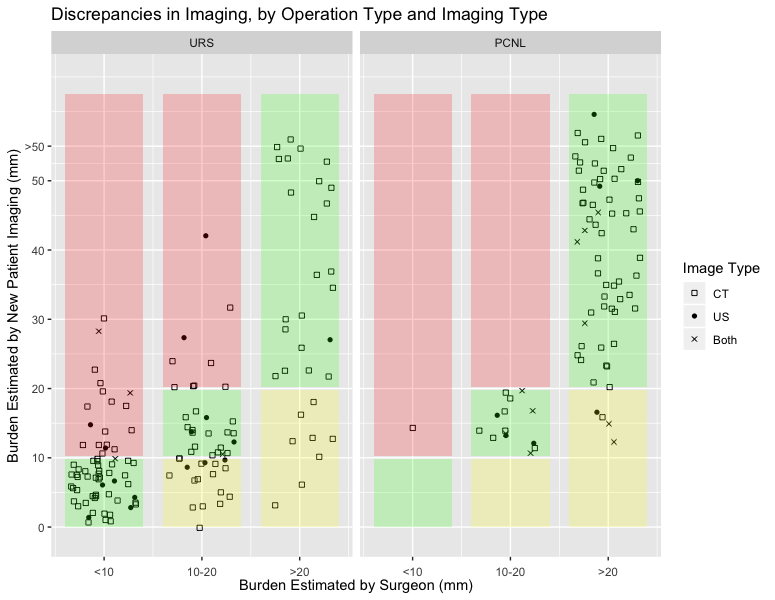 Discrepancies in Imaging, by Operation Type and Imaging Type
URS
PCNL
Burden Estimated by New Patient Imaging (mm)
>50
50
40
30
20
10
0
<10
10-20
>20
<10
10-20
>20
Burden Estimated by Surgeon (mm)
Image Type
CT
US
Both